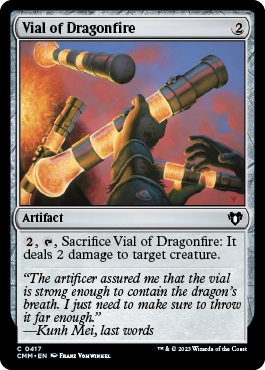 Vial of Dragonfire 2
Artifact
2, T, Sacrifice Vial of Dragonfire: It
deals 2 damage to target creature.
“The artificer assured me that the vial
is strong enough to contain the dragon’s
breath. I just need to make sure to throw
it far enough.”
—Kunh Mei, last words
C 0417
CMM • EN Franz Vohwinkel
™ & © 2023 Wizards of the Coast